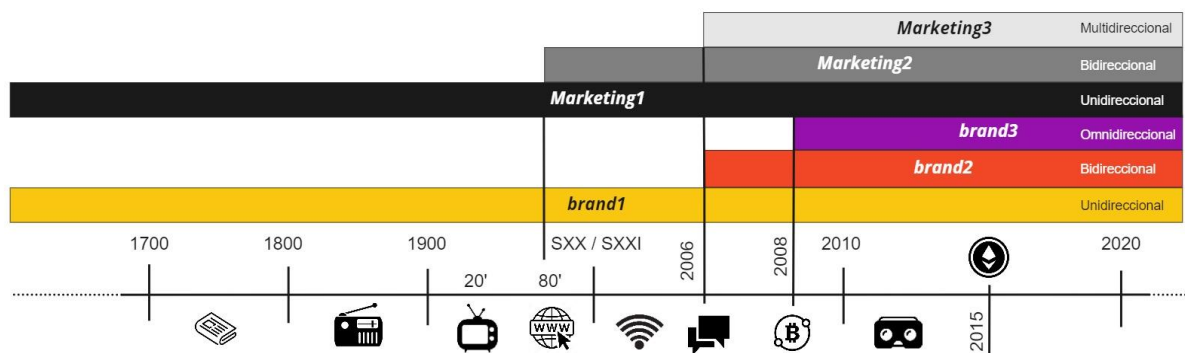 Marketing3 Multidireccional
Marketing2 Bidireccional
Marketing1 Unidireccional
brand3 Omnidireccional
brand2 Bidireccional
brand1 Unidireccional
1700 1800 1900 SXX / SXXI 2006 2008 2010 2020
20' 80'
WWW
B
2015